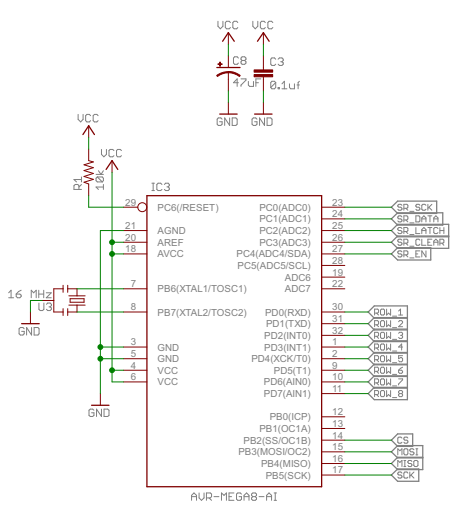 VCC VCC
C8 C3
47uF 0.1uf
GND GND
VCC
VCC
R1 10k
IC3
29 PC6(/RESET) PC0(ADC0) 23 SR_SCK
PC1(ADC1) 24 SR_DATA
21 AGND PC2(ADC2) 25 SR_LATCH
20 AREF PC3(ADC3) 26 SR_CLEAR
18 AVCC PC4(ADC4/SDA) 27 SR_EN
PC5(ADC5/SCL) 28
ADC6 19
7 PB6(XTAL1/TOSC1) ADC7 22
16 MHz
U3
GND
8 PB7(XTAL2/TOSC2) PD0(RXD) 30 ROW_1
PD1(TXD) 31 ROW_2
PD2(INT0) 32 ROW_3
3 GND PD3(INT1) 1 ROW_4
5 GND PD4(XCK/T0) 2 ROW_5
4 VCC PD5(T1) 9 ROW_6
6 VCC PD6(AIN0) 10 ROW_7
PD7(AIN1) 11 ROW_8
GND
PB0(ICP) 12
PB1(OC1A) 13
PB2(SS/OC1B) 14 CS
PB3(MOSI/OC2) 15 MOSI
PB4(MISO) 16 MISO
PB5(SCK) 17 SCK
AVR-MEGA8-AI